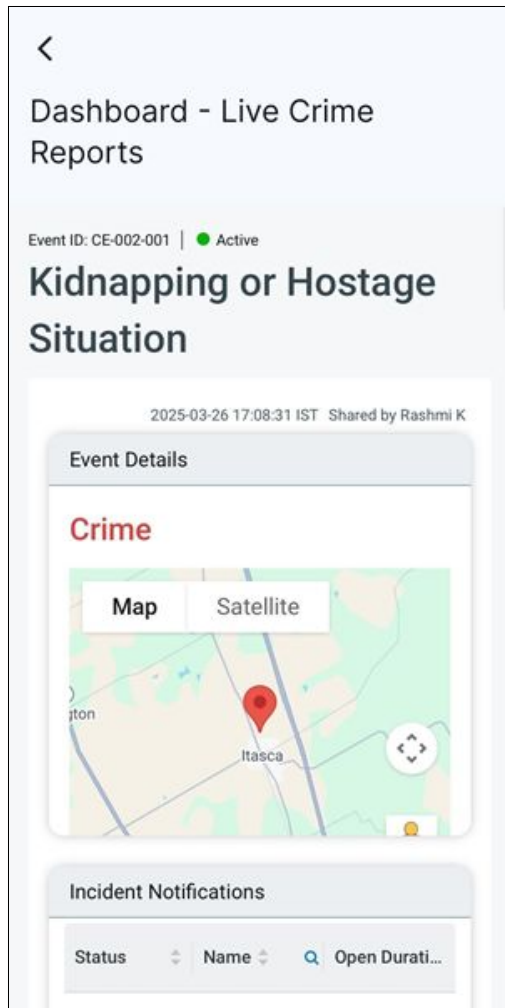 Dashboard - Live Crime
Reports
Event ID: CE-002-001 | Active
Kidnapping or Hostage
Situation
2025-03-26 17:08:31 IST Shared by Rashmi K
Event Details
Crime
Map Satellite
gton
Itasca
Incident Notifications
Status Name Open Durati...